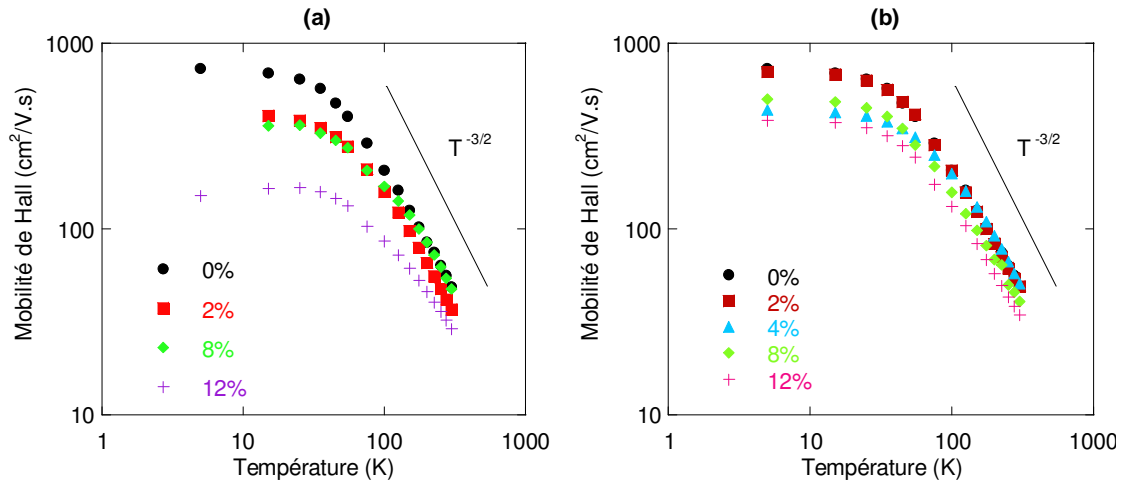 (a)
Mobilité de Hall (cm²/V.s)
1000
100
10
T⁻³/²
0%
2%
8%
12%
1
10
100
1000
Température (K)
(b)
Mobilité de Hall (cm²/V.s)
1000
100
10
T⁻³/²
0%
2%
4%
8%
12%
1
10
100
1000
Température (K)